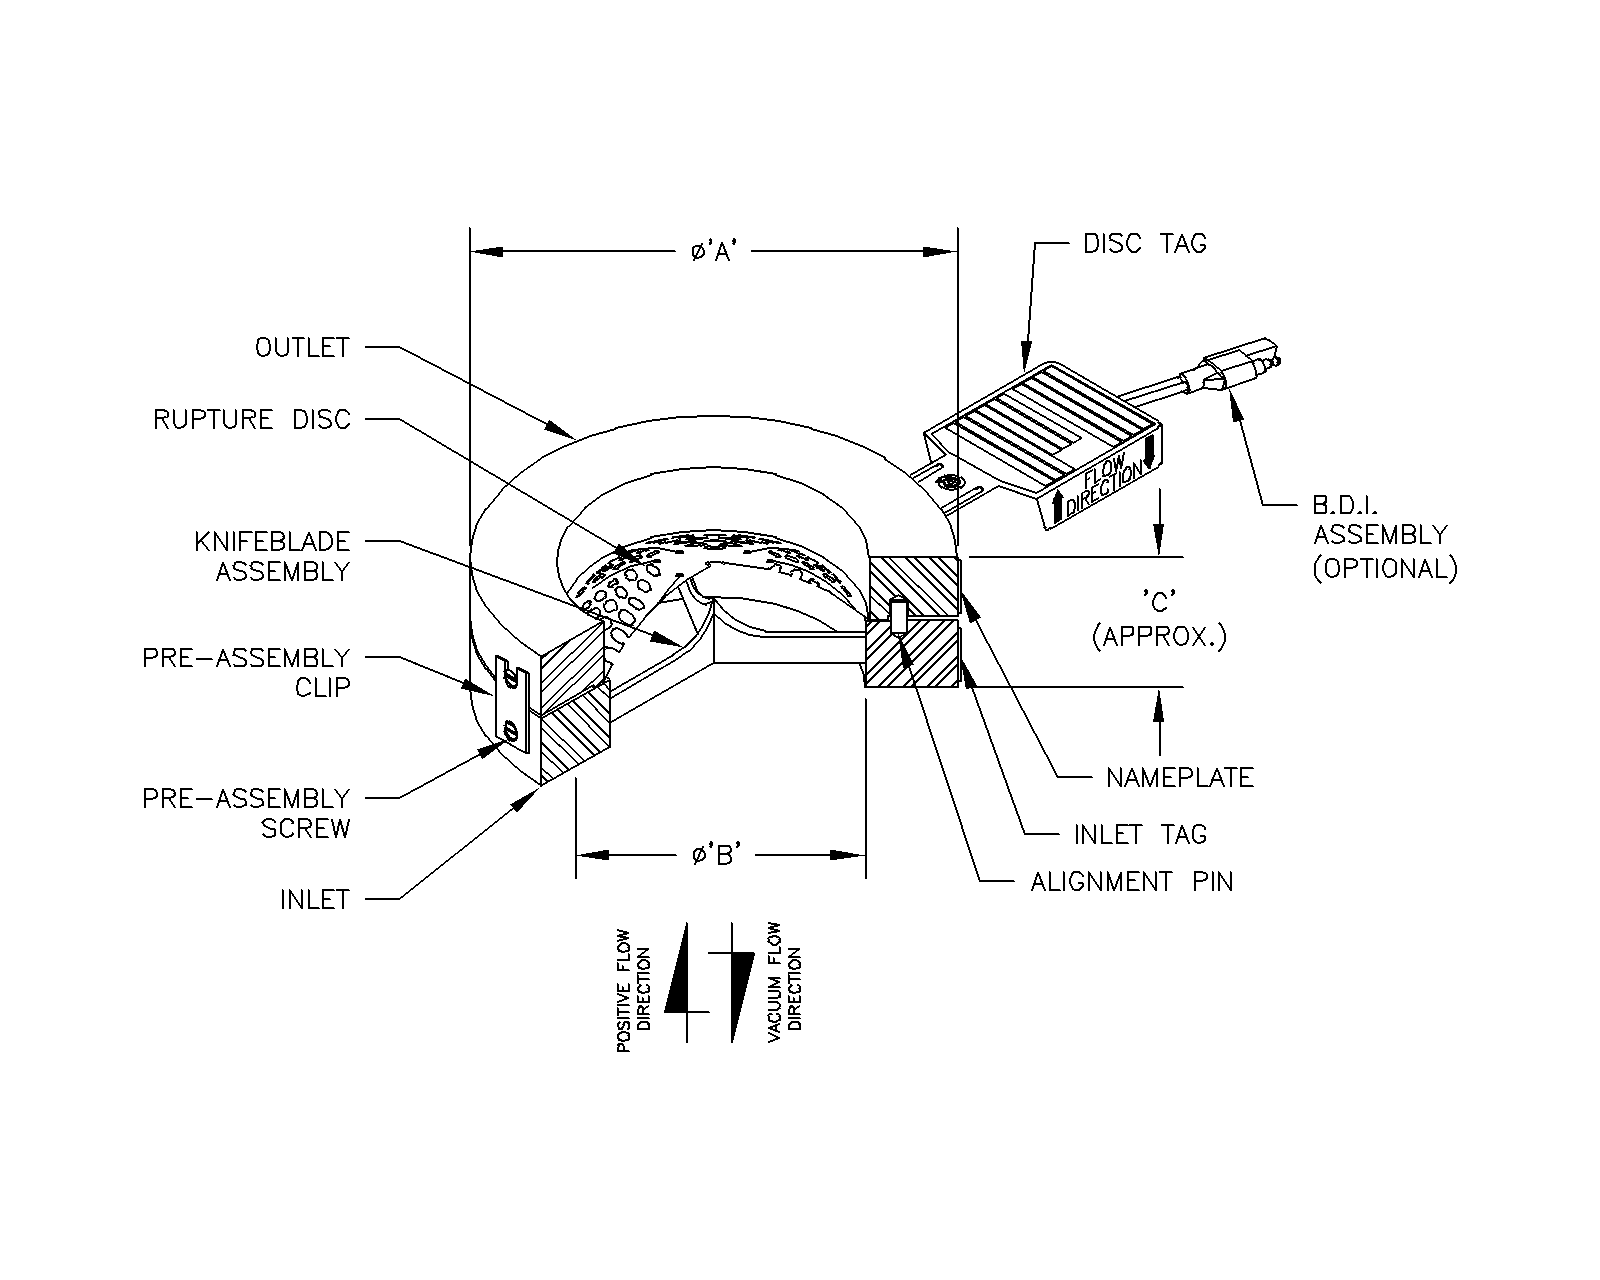 ø'A'
DISC TAG
OUTLET
RUPTURE DISC
FLOW
DIRECTION
B.D.I.
ASSEMBLY
(OPTIONAL)
KNIFEBLADE
ASSEMBLY
'C'
(APPROX.)
PRE-ASSEMBLY
CLIP
NAMEPLATE
PRE-ASSEMBLY
SCREW
INLET TAG
ø'B'
ALIGNMENT PIN
INLET
POSITIVE FLOW
DIRECTION
VACUUM FLOW
DIRECTION